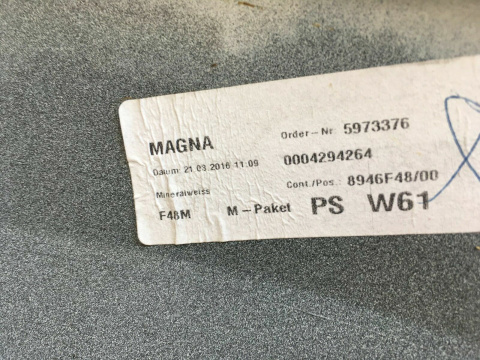 MAGNA Order-Nr 5973376
Datum: 21.03.2016 11.09 0004294264
Mineralweiss Cont./Pos.: 8946F48/00
F48M M-Paket PS W61